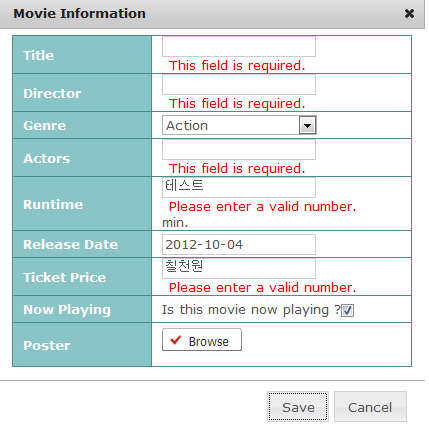 Movie Information
Title
This field is required.
Director
This field is required.
Genre Action
Actors
This field is required.
Runtime 테스트
Please enter a valid number.
min.
Release Date 2012-10-04
Ticket Price 칠천원
Please enter a valid number.
Now Playing Is this movie now playing ?
Poster Browse
Save Cancel